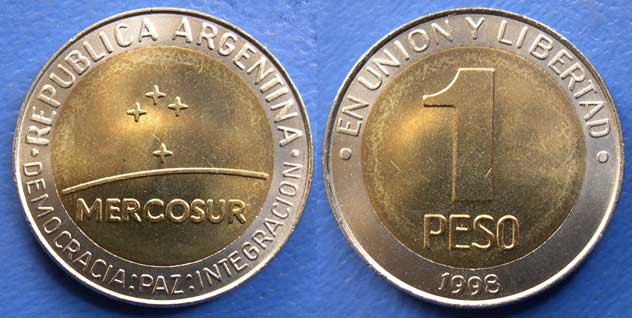 · REPUBLICA ARGENTINA ·
MERCOSUR
DEMOCRACIA:PAZ:INTEGRACION
· EN UNION Y LIBERTAD ·
1
PESO
1998